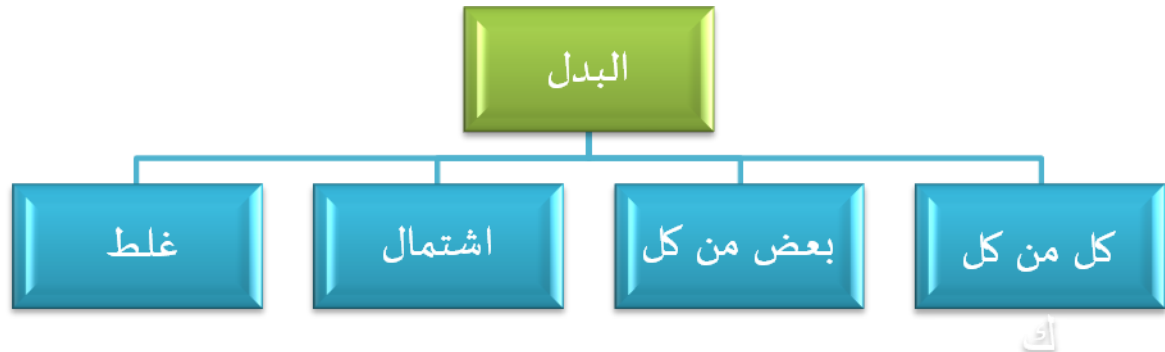 البدل
كل من كل
بعض من كل
اشتمال
غلط